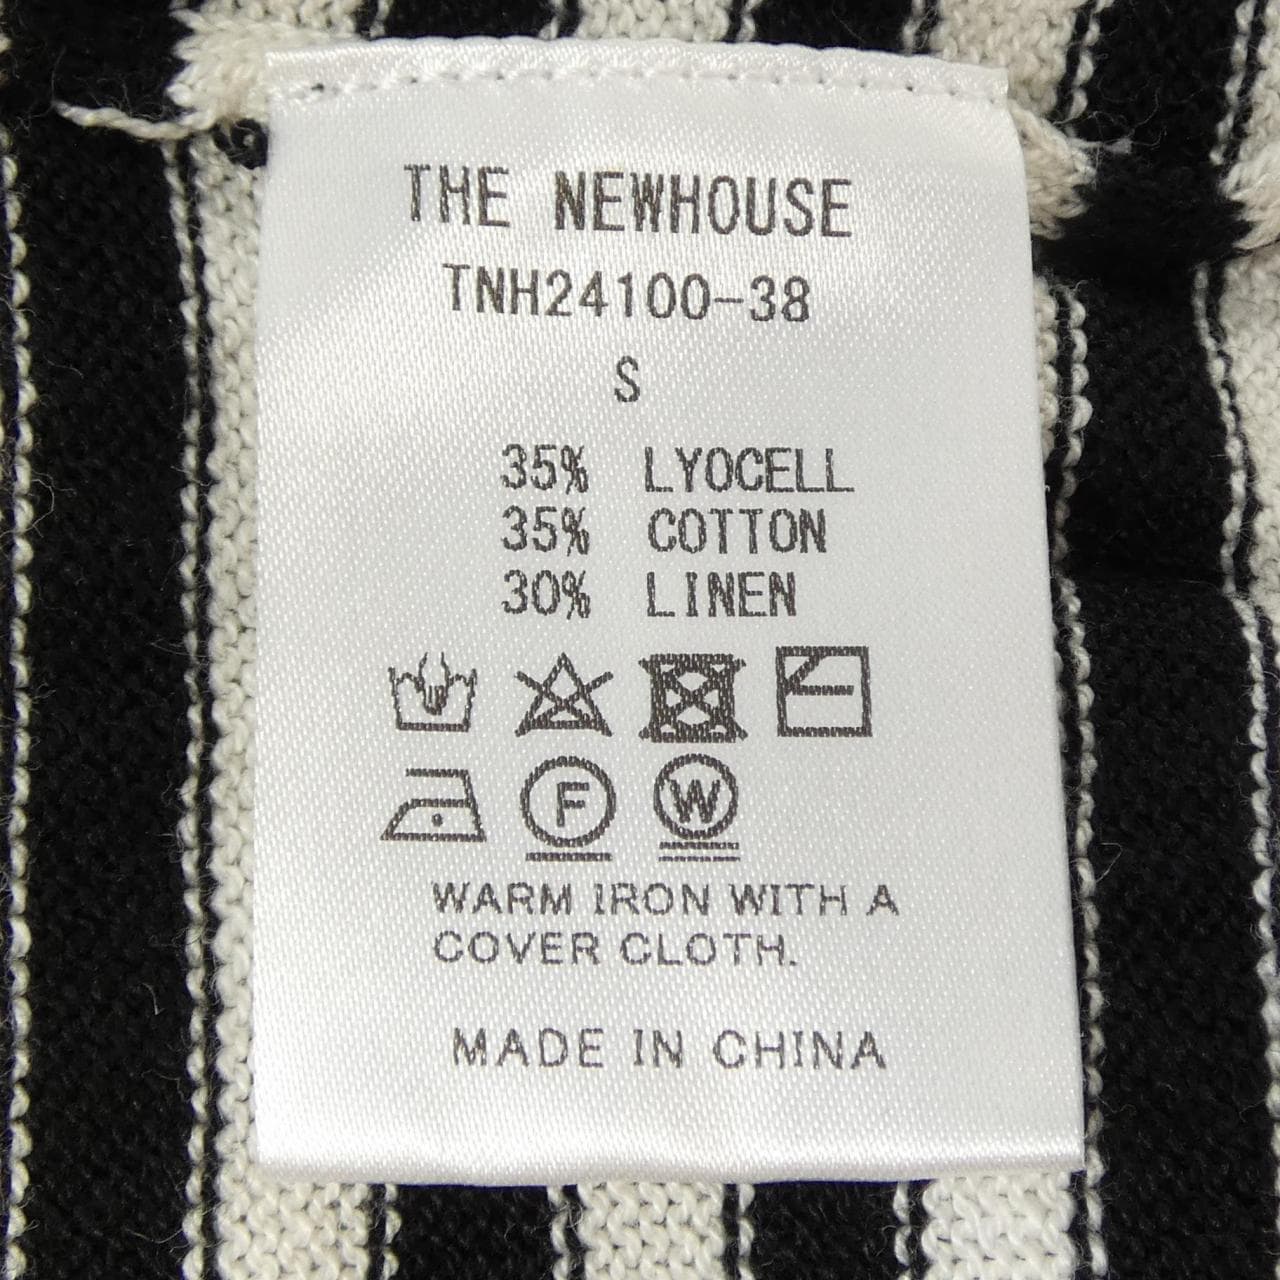 THE NEWHOUSE
TNH24100-38
S
35% LYOCELL
35% COTTON
30% LINEN
F W
WARM IRON WITH A
COVER CLOTH.
MADE IN CHINA